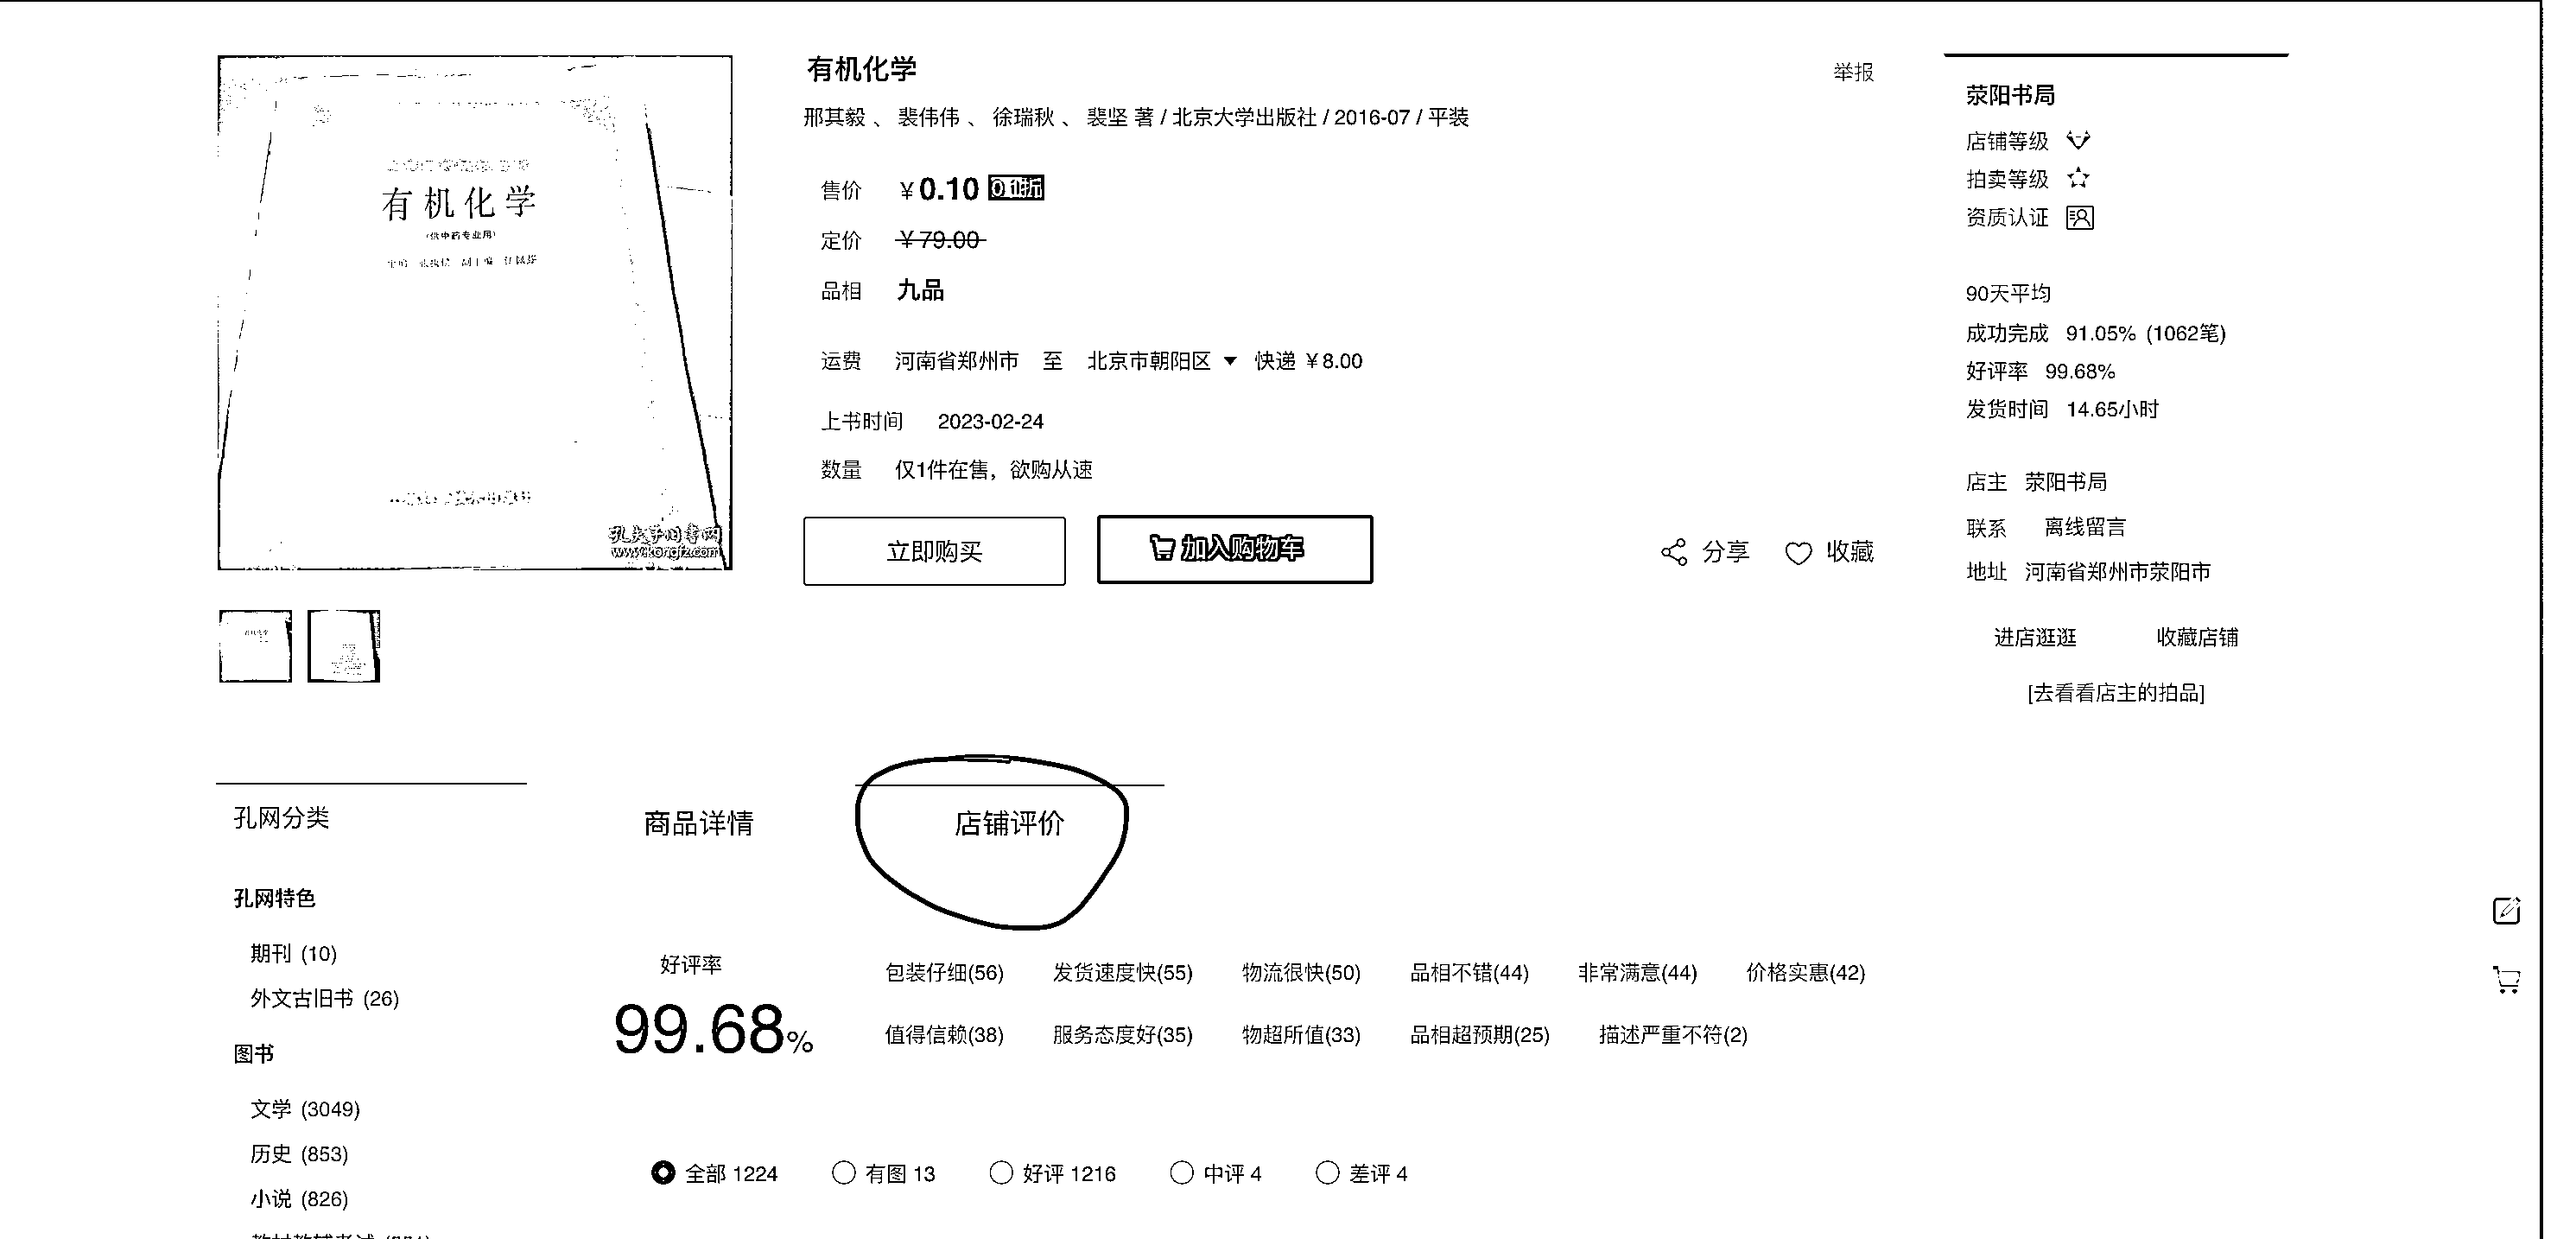 有机化学
举报
邢其毅 、 裴伟伟 、 徐瑞秋 、 裴坚 著 / 北京大学出版社 / 2016-07 / 平装
售价 ¥0.10
定价 ¥79.00
品相 九品
运费 河南省郑州市 至 北京市朝阳区 快递 ¥8.00
上书时间 2023-02-24
数量 仅1件在售，欲购从速
立即购买 加入购物车
分享 收藏
有机化学
(供中药专业用)
孔夫子旧书网
www.kongfz.com
荥阳书局
店铺等级
拍卖等级
资质认证
90天平均
成功完成 91.05% (1062笔)
好评率 99.68%
发货时间 14.65小时
店主 荥阳书局
联系 离线留言
地址 河南省郑州市荥阳市
进店逛逛 收藏店铺
[去看看店主的拍品]
孔网分类
孔网特色
期刊 (10)
外文古旧书 (26)
图书
文学 (3049)
历史 (853)
小说 (826)
商品详情 店铺评价
好评率
99.68%
包装仔细(56) 发货速度快(55) 物流很快(50) 品相不错(44) 非常满意(44) 价格实惠(42)
值得信赖(38) 服务态度好(35) 物超所值(33) 品相超预期(25) 描述严重不符(2)
全部 1224 有图 13 好评 1216 中评 4 差评 4